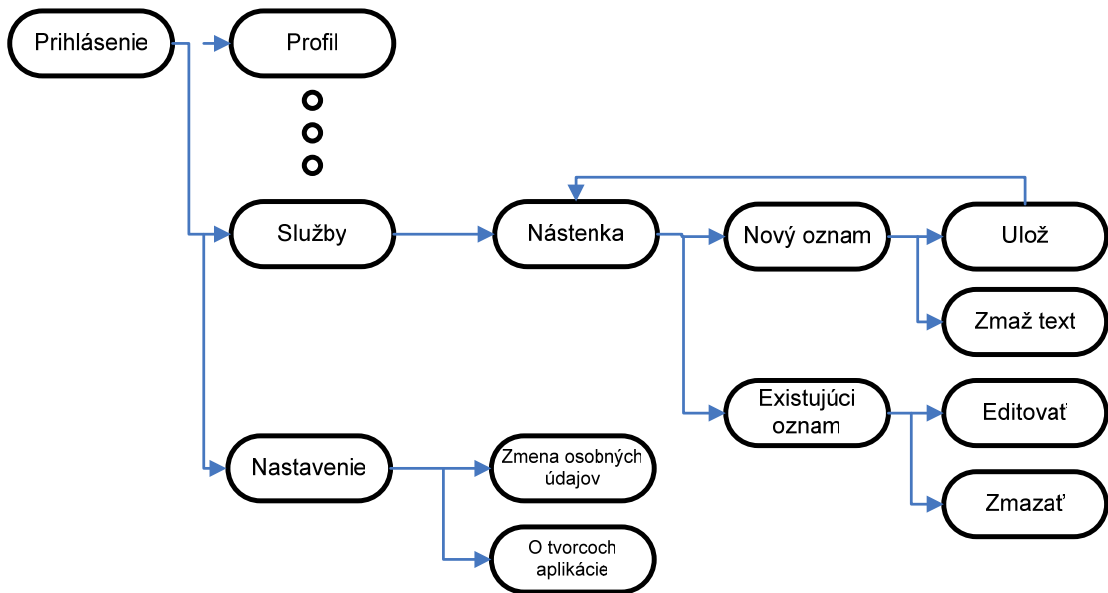 Prihlásenie
Profil
Služby
Nástenka
Nový oznam
Ulož
Zmaž text
Existujúci
oznam
Editovať
Zmazať
Nastavenie
Zmena osobných
údajov
O tvorcoch
aplikácie